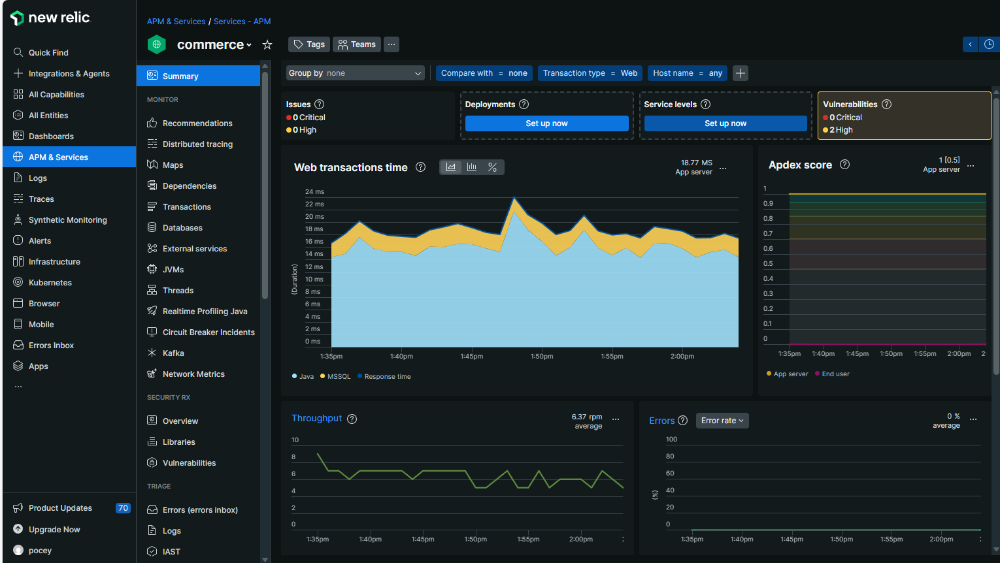 new relic
Quick Find
Integrations & Agents
All Capabilities
All Entities
Dashboards
APM & Services
Logs
Traces
Synthetic Monitoring
Alerts
Infrastructure
Kubernetes
Browser
Mobile
Errors Inbox
Apps
...
Product Updates 70
Upgrade Now
pocey
APM & Services / Services - APM
commerce
Tags
Teams
...
Summary
MONITOR
Recommendations
Distributed tracing
Maps
Dependencies
Transactions
Databases
External services
JVMs
Threads
Realtime Profiling Java
Circuit Breaker Incidents
Kafka
Network Metrics
SECURITY RX
Overview
Libraries
Vulnerabilities
TRIAGE
Errors (errors inbox)
Logs
IAST
Group by none
Compare with = none
Transaction type = Web
Host name = any
Issues
0 Critical
0 High
Deployments
Set up now
Service levels
Set up now
Vulnerabilities
0 Critical
2 High
Web transactions time
%
18.77 MS
App server
...
24 ms
22 ms
20 ms
18 ms
16 ms
14 ms
12 ms
10 ms
8 ms
6 ms
4 ms
2 ms
0 ms
(Duration)
1:35pm 1:40pm 1:45pm 1:50pm 1:55pm 2:00pm
Java MSSQL Response time
Apdex score
1 [0.5]
App server
...
1
0.9
0.8
0.7
0.6
0.5
0.4
0.3
0.2
0.1
0
1:35pm 1:40pm 1:45pm 1:50pm 1:55pm 2:00pm 2:
App server End user
Throughput
6.37 rpm
average
...
10
8
6
4
2
0
1:35pm 1:40pm 1:45pm 1:50pm 1:55pm 2:00pm
Errors
Error rate
0 %
average
...
100
80
60
40
20
0
(%)
1:35pm 1:40pm 1:45pm 1:50pm 1:55pm 2:00pm